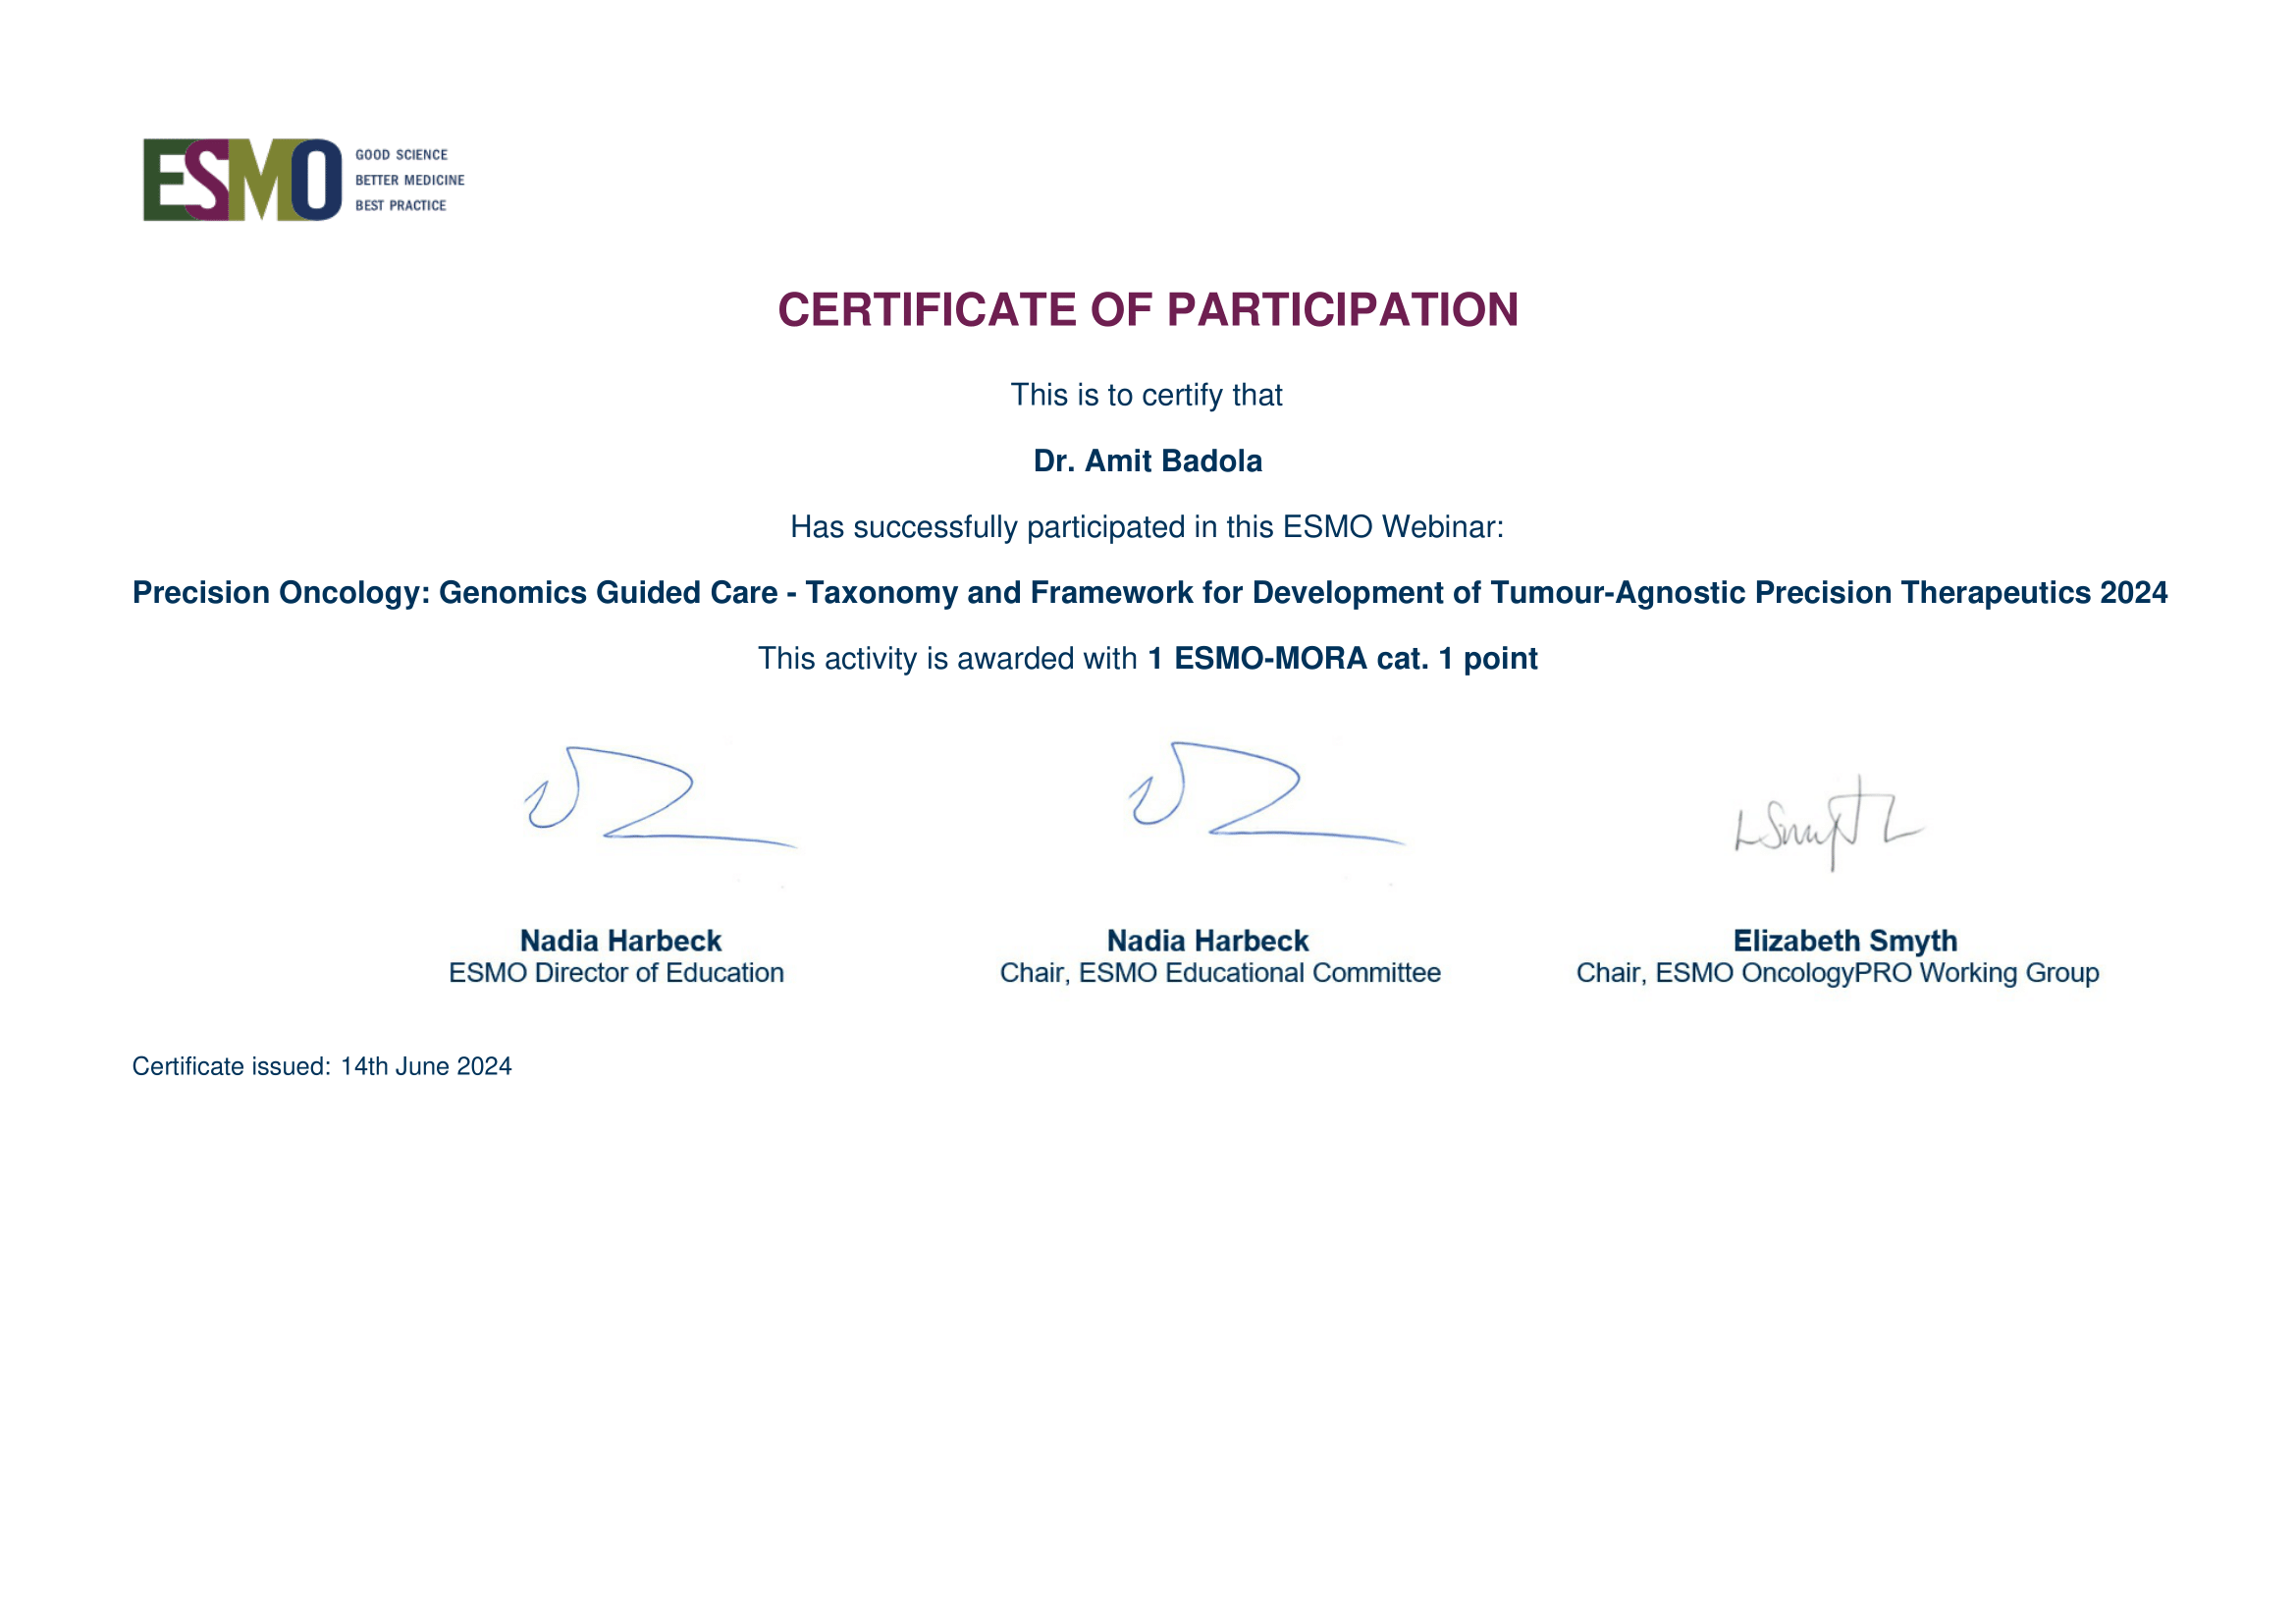 ESMO
GOOD SCIENCE
BETTER MEDICINE
BEST PRACTICE
CERTIFICATE OF PARTICIPATION
This is to certify that
Dr. Amit Badola
Has successfully participated in this ESMO Webinar:
Precision Oncology: Genomics Guided Care - Taxonomy and Framework for Development of Tumour-Agnostic Precision Therapeutics 2024
This activity is awarded with 1 ESMO-MORA cat. 1 point
Nadia Harbeck
ESMO Director of Education
Nadia Harbeck
Chair, ESMO Educational Committee
Elizabeth Smyth
Chair, ESMO OncologyPRO Working Group
Certificate issued: 14th June 2024